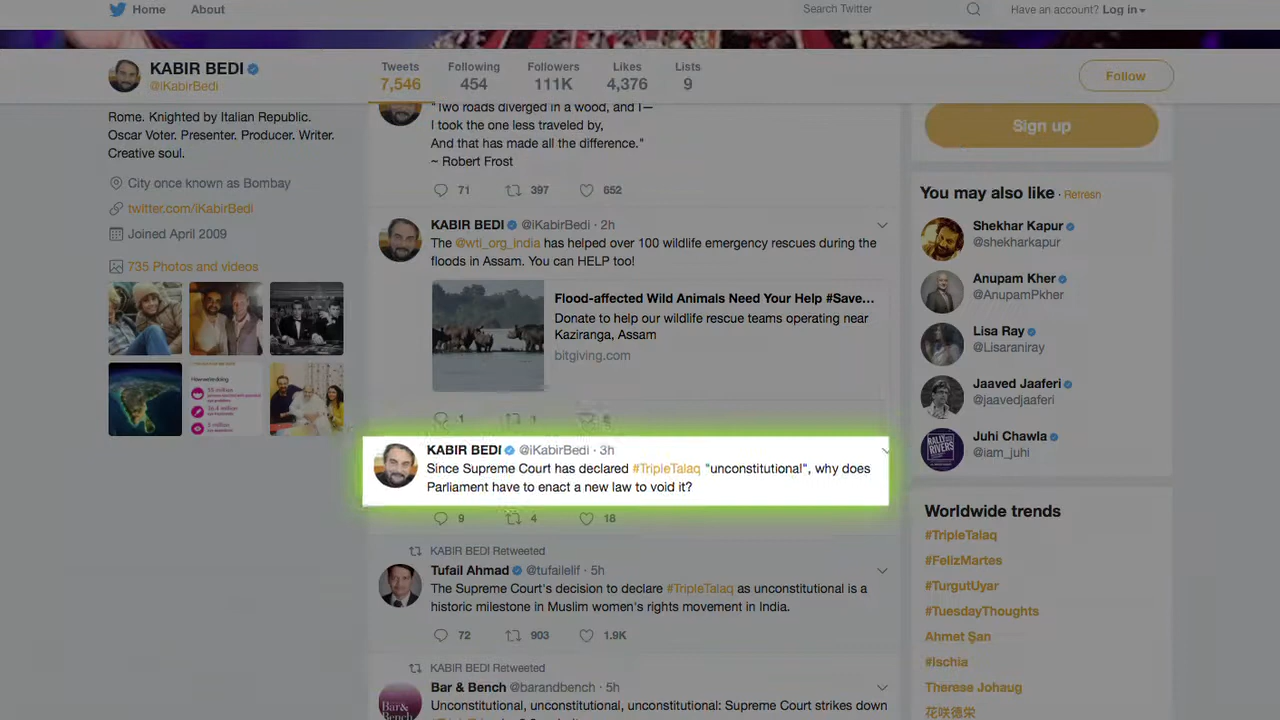 Home
About
Search Twitter
Have an account? Log in
KABIR BEDI
@iKabirBedi
Tweets
7,546
Following
454
Followers
111K
Likes
4,376
Lists
9
Follow
Rome. Knighted by Italian Republic.
Oscar Voter. Presenter. Producer. Writer.
Creative soul.
City once known as Bombay
twitter.com/iKabirBedi
Joined April 2009
735 Photos and videos
"Two roads diverged in a wood, and I—
I took the one less traveled by,
And that has made all the difference."
~ Robert Frost
71
397
652
KABIR BEDI @iKabirBedi · 2h
The @wti_org_india has helped over 100 wildlife emergency rescues during the
floods in Assam. You can HELP too!
Flood-affected Wild Animals Need Your Help #Save...
Donate to help our wildlife rescue teams operating near
Kaziranga, Assam
bitgiving.com
1
KABIR BEDI @iKabirBedi · 3h
Since Supreme Court has declared #TripleTalaq "unconstitutional", why does
Parliament have to enact a new law to void it?
9
4
18
KABIR BEDI Retweeted
Tufail Ahmad @tufailelif · 5h
The Supreme Court's decision to declare #TripleTalaq as unconstitutional is a
historic milestone in Muslim women's rights movement in India.
72
903
1.9K
KABIR BEDI Retweeted
Bar & Bench @barandbench · 5h
Unconstitutional, unconstitutional, unconstitutional: Supreme Court strikes down
Bar&
Bench
Sign up
You may also like · Refresh
Shekhar Kapur
@shekharkapur
Anupam Kher
@AnupamPkher
Lisa Ray
@Lisaraniray
Jaaved Jaaferi
@jaavedjaaferi
RALLY
RIVERS
Juhi Chawla
@iam_juhi
Worldwide trends
#TripleTalaq
#FelizMartes
#TurgutUyar
#TuesdayThoughts
Ahmet Şan
#Ischia
Therese Johaug
花咲徳栄